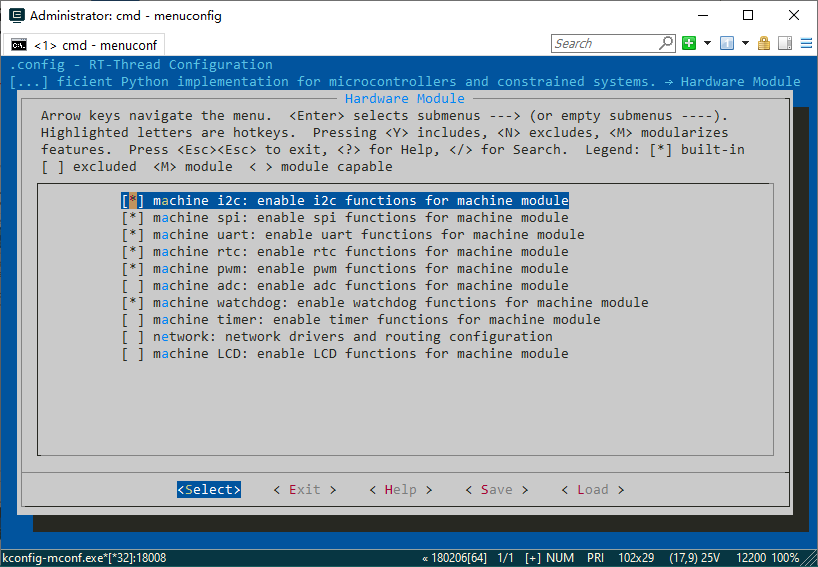 Administrator: cmd - menuconfig
<1> cmd - menuconf
Search
.config - RT-Thread Configuration
[...] ficient Python implementation for microcontrollers and constrained systems. → Hardware Module
Hardware Module
Arrow keys navigate the menu.  <Enter> selects submenus ---> (or empty submenus ----).
Highlighted letters are hotkeys.  Pressing <Y> includes, <N> excludes, <M> modularizes
features.  Press <Esc><Esc> to exit, <?> for Help, </> for Search.  Legend: [*] built-in
[ ] excluded  <M> module  < > module capable
[*] machine i2c: enable i2c functions for machine module
[*] machine spi: enable spi functions for machine module
[*] machine uart: enable uart functions for machine module
[*] machine rtc: enable rtc functions for machine module
[*] machine pwm: enable pwm functions for machine module
[ ] machine adc: enable adc functions for machine module
[*] machine watchdog: enable watchdog functions for machine module
[ ] machine timer: enable timer functions for machine module
[ ] network: network drivers and routing configuration
[ ] machine LCD: enable LCD functions for machine module
<Select>    < Exit >    < Help >    < Save >    < Load >
kconfig-mconf.exe*[*32]:18008 « 180206[64] 1/1 [+] NUM PRI 102x29 (17,9) 25V 12200 100%